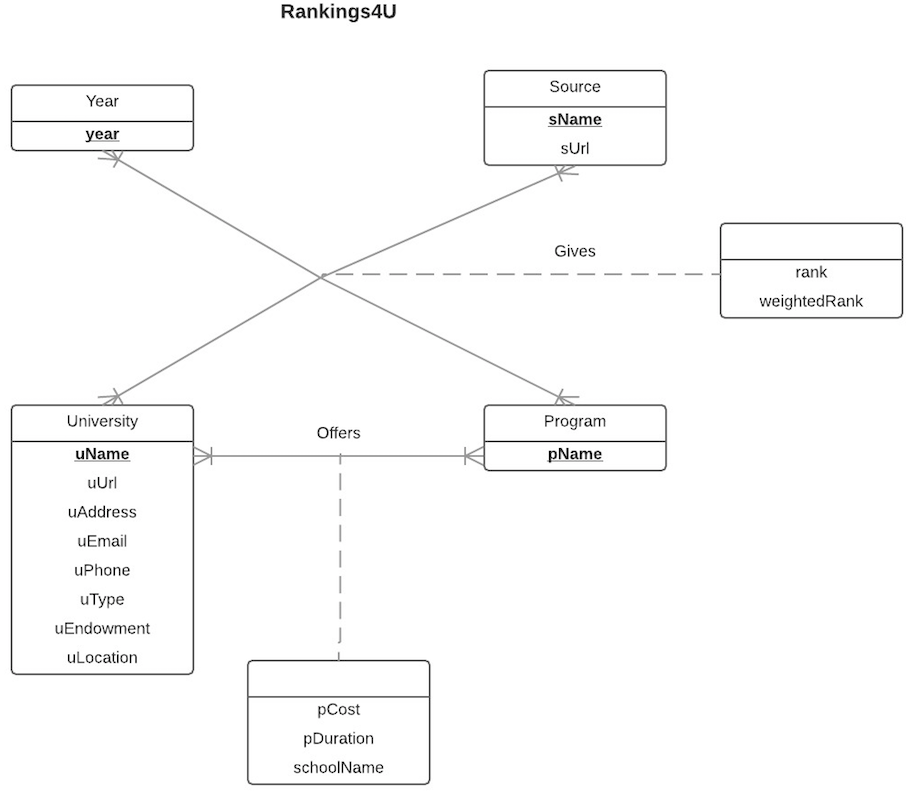 Rankings4U
Year
year
Source
sName
sUrl
Gives
rank
weightedRank
University
uName
uUrl
uAddress
uEmail
uPhone
uType
uEndowment
uLocation
Offers
Program
pName
pCost
pDuration
schoolName